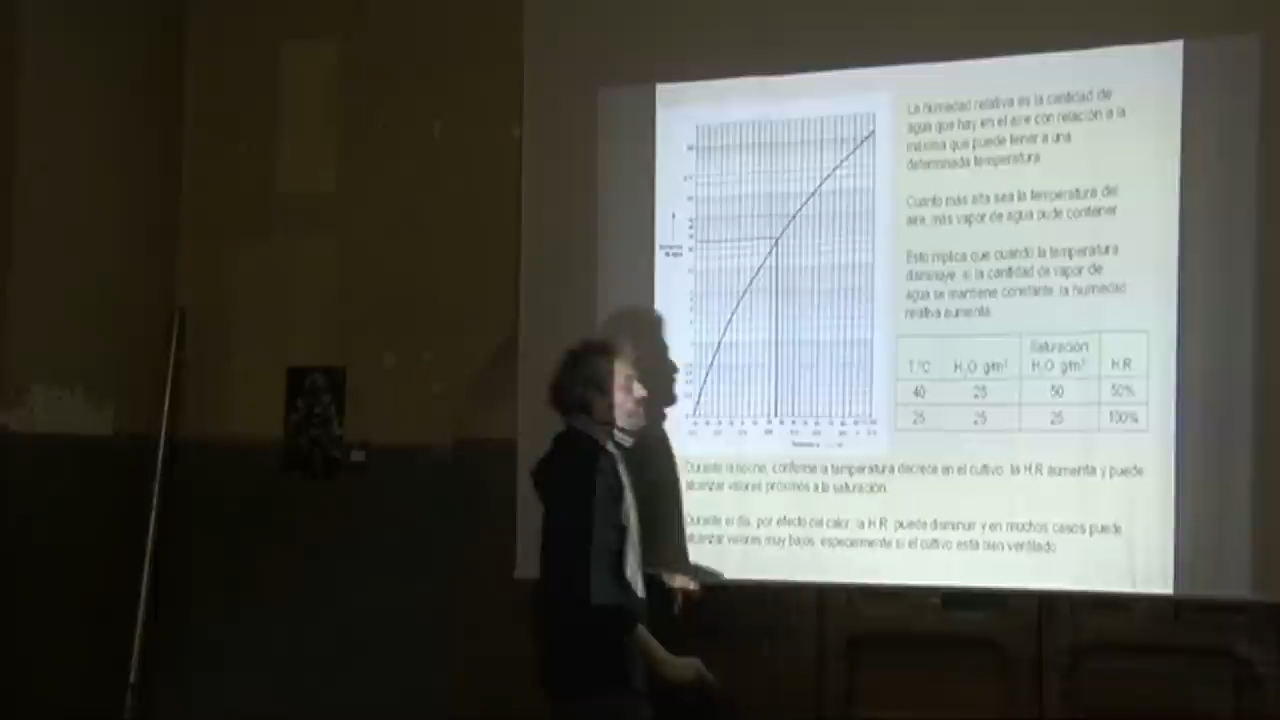 La humedad relativa es la cantidad de
agua que hay en el aire con relación a la
máxima que puede tener a una
determinada temperatura
Cuanto más alta sea la temperatura del
aire más vapor de agua pude contener
Esto implica que cuando la temperatura
disminuye, si la cantidad de vapor de
agua se mantiene constante, la humedad
relativa aumenta.
Saturación
T.ºC H₂O g/m³ H₂O g/m³ H.R.
40 25 50 50%
25 25 25 100%
Durante la noche, conforme la temperatura decrece en el cultivo, la H.R aumenta y puede
alcanzar valores próximos a la saturación.
Durante el día, por efecto del calor, la H.R. puede disminuir y en muchos casos puede
alcanzar valores muy bajos, especialmente si el cultivo está bien ventilado